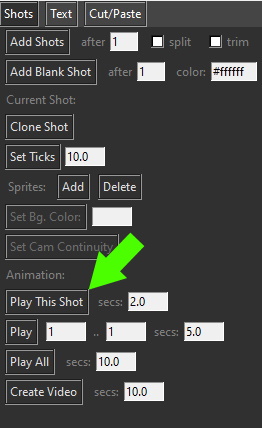 Shots Text Cut/Paste
Add Shots after 1 split trim
Add Blank Shot after 1 color: #ffffff
Current Shot:
Clone Shot
Set Ticks 10.0
Sprites: Add Delete
Set Bg. Color:
Set Cam Continuity
Animation:
Play This Shot secs: 2.0
Play 1 .. 1 secs: 5.0
Play All secs: 10.0
Create Video secs: 10.0